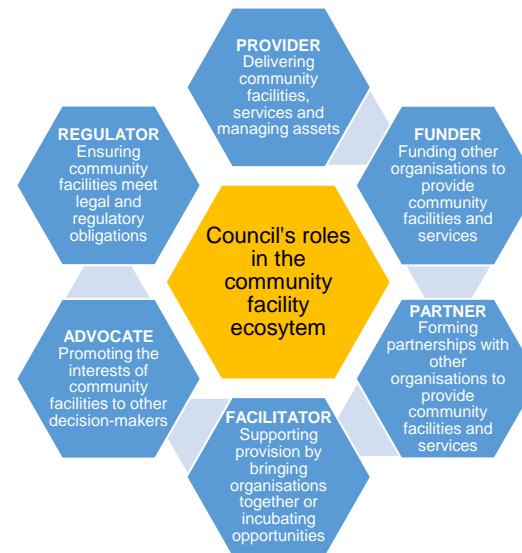 PROVIDER
Delivering
community
facilities,
services and
managing assets
FUNDER
Funding other
organisations to
provide
community
facilities and
services
PARTNER
Forming
partnerships with
other
organisations to
provide
community
facilities and
services
FACILITATOR
Supporting
provision by
bringing
organisations
together or
incubating
opportunities
ADVOCATE
Promoting the
interests of
community
facilities to other
decision-makers
REGULATOR
Ensuring
community
facilities meet
legal and
regulatory
obligations
Council's roles
in the
community
facility
ecosytem